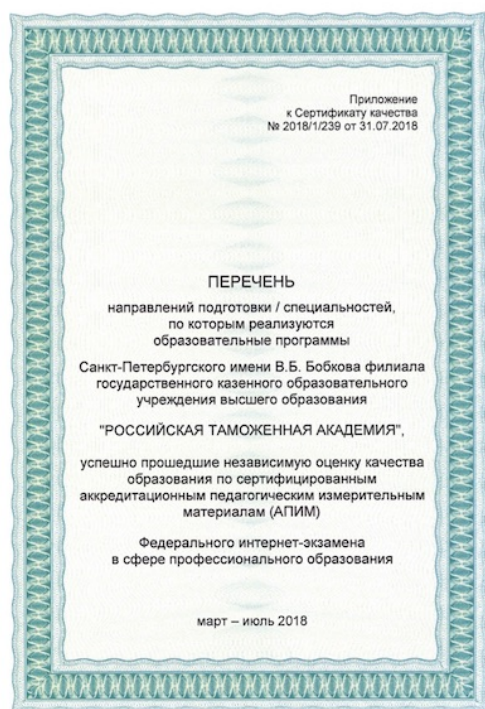 Приложение
к Сертификату качества
№ 2018/1/239 от 31.07.2018
ПЕРЕЧЕНЬ
направлений подготовки / специальностей,
по которым реализуются
образовательные программы
Санкт-Петербургского имени В.Б. Бобкова филиала
государственного казенного образовательного
учреждения высшего образования
"РОССИЙСКАЯ ТАМОЖЕННАЯ АКАДЕМИЯ",
успешно прошедшие независимую оценку качества
образования по сертифицированным
аккредитационным педагогическим измерительным
материалам (АПИМ)
Федерального интернет-экзамена
в сфере профессионального образования
март – июль 2018